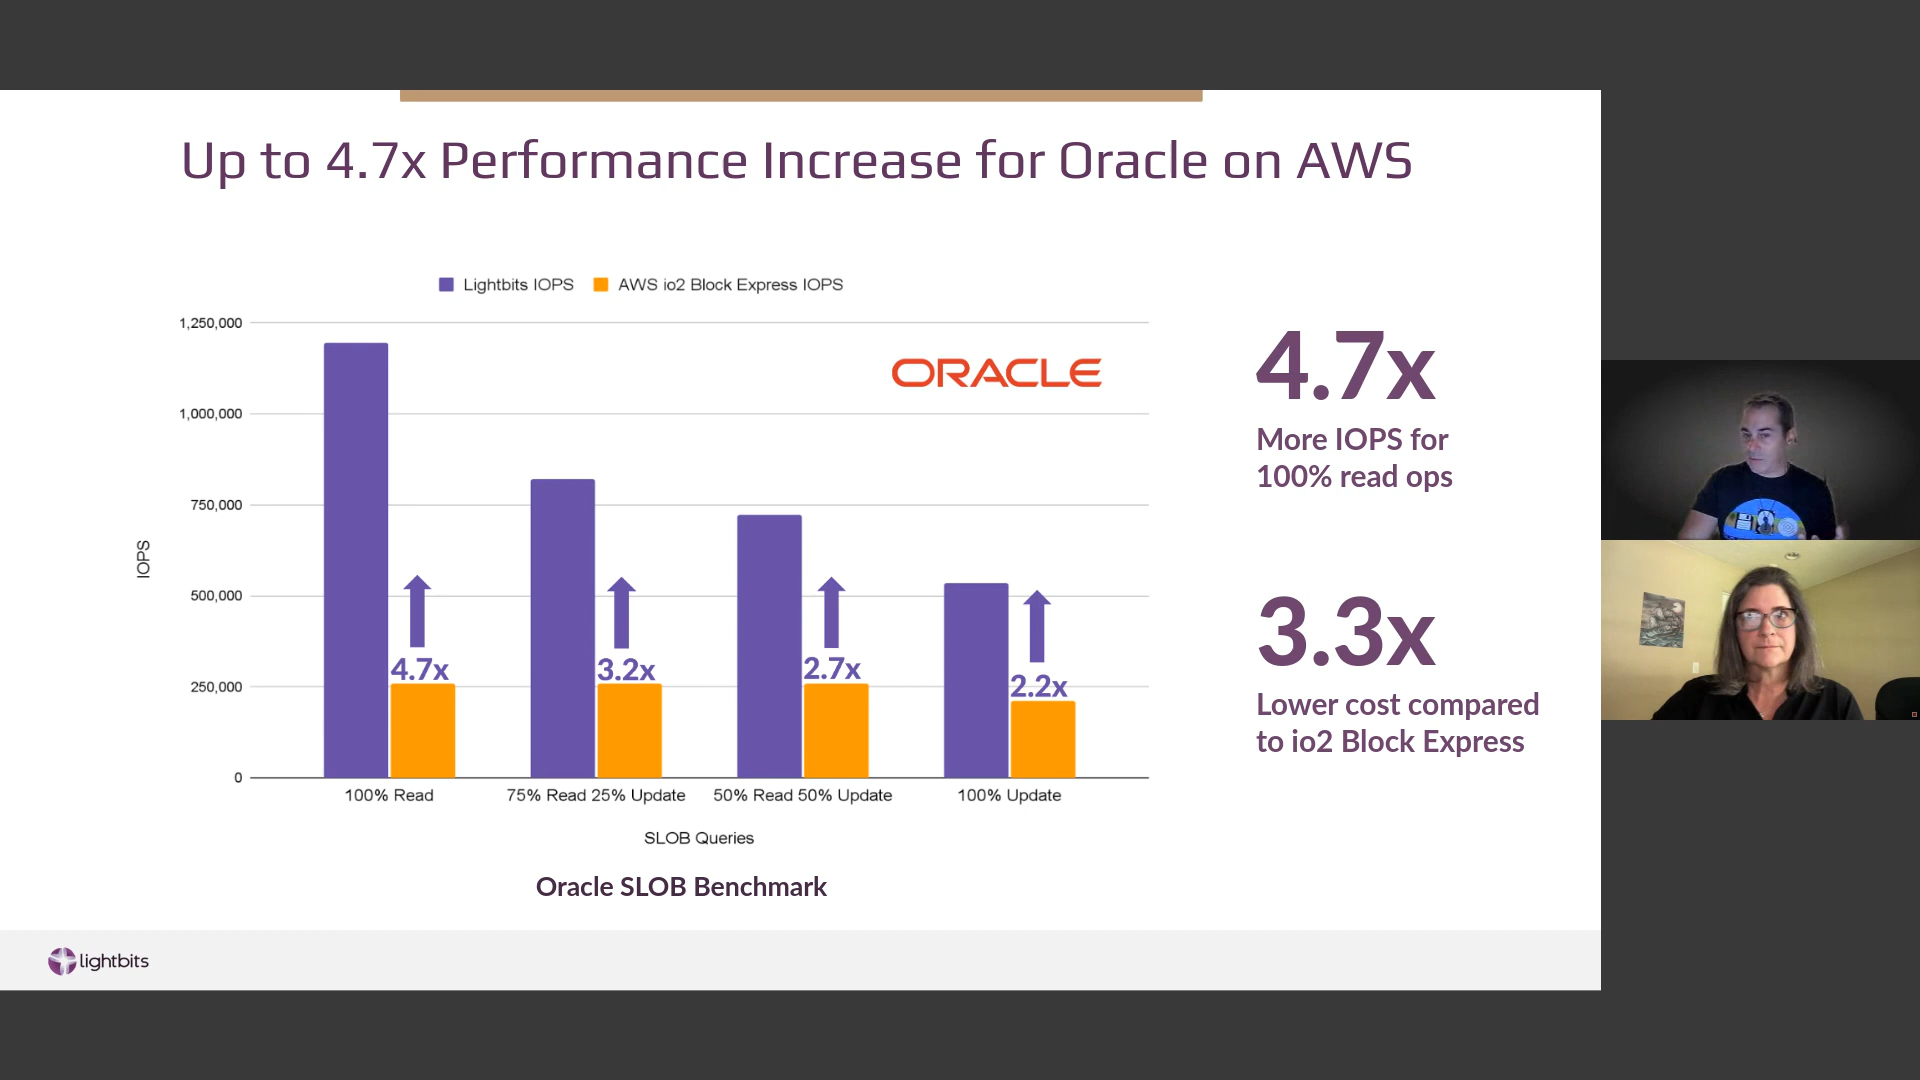 Up to 4.7x Performance Increase for Oracle on AWS
Lightbits IOPS AWS io2 Block Express IOPS
1,250,000
1,000,000
750,000
500,000
250,000
0
IOPS
ORACLE
4.7x
3.2x
2.7x
2.2x
100% Read
75% Read 25% Update
50% Read 50% Update
100% Update
SLOB Queries
Oracle SLOB Benchmark
4.7x
More IOPS for
100% read ops
3.3x
Lower cost compared
to io2 Block Express
lightbits